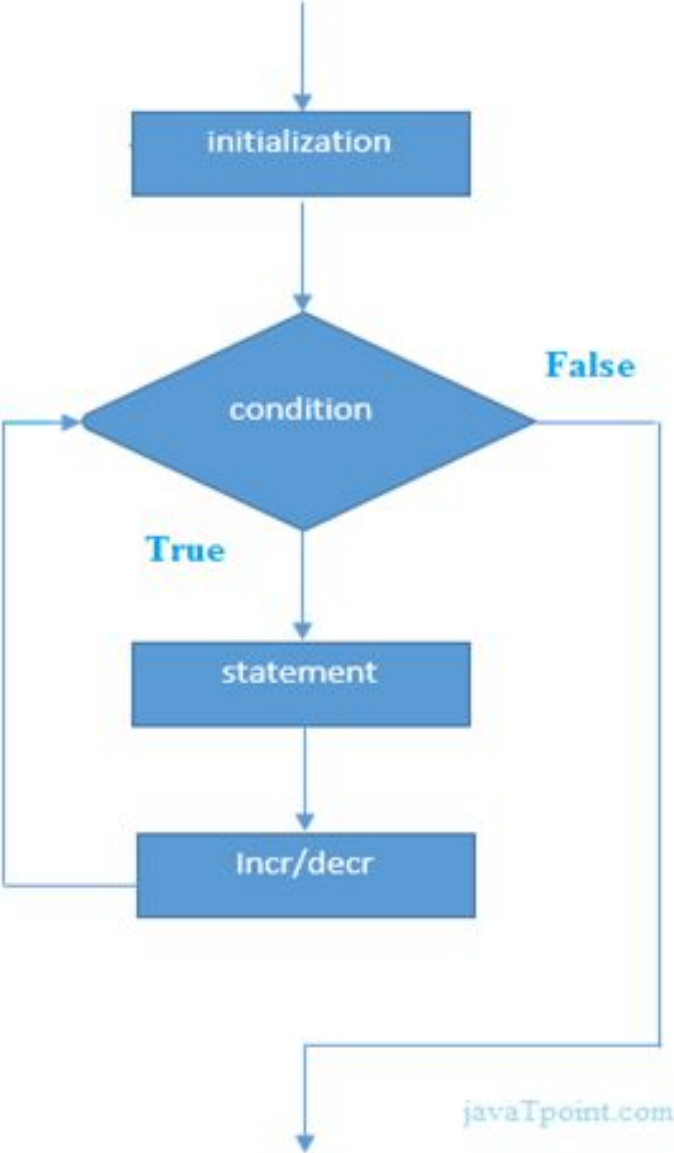 initialization
condition
False
True
statement
Incr/decr
javaTpoint.com